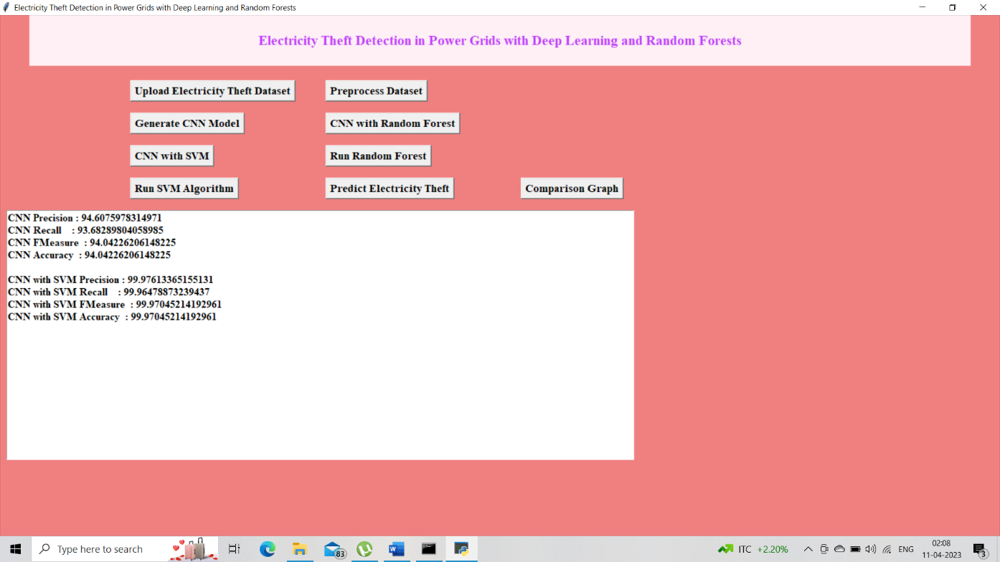 Electricity Theft Detection in Power Grids with Deep Learning and Random Forests
Electricity Theft Detection in Power Grids with Deep Learning and Random Forests
Upload Electricity Theft Dataset
Preprocess Dataset
Generate CNN Model
CNN with Random Forest
CNN with SVM
Run Random Forest
Run SVM Algorithm
Predict Electricity Theft
Comparison Graph
CNN Precision : 94.6075978314971
CNN Recall : 93.68289804058985
CNN FMeasure : 94.04226206148225
CNN Accuracy : 94.04226206148225
CNN with SVM Precision : 99.97613365155131
CNN with SVM Recall : 99.96478873239437
CNN with SVM FMeasure : 99.97045214192961
CNN with SVM Accuracy : 99.97045214192961
Type here to search
83
ITC +2.20%
ENG
02:08
11-04-2023
3